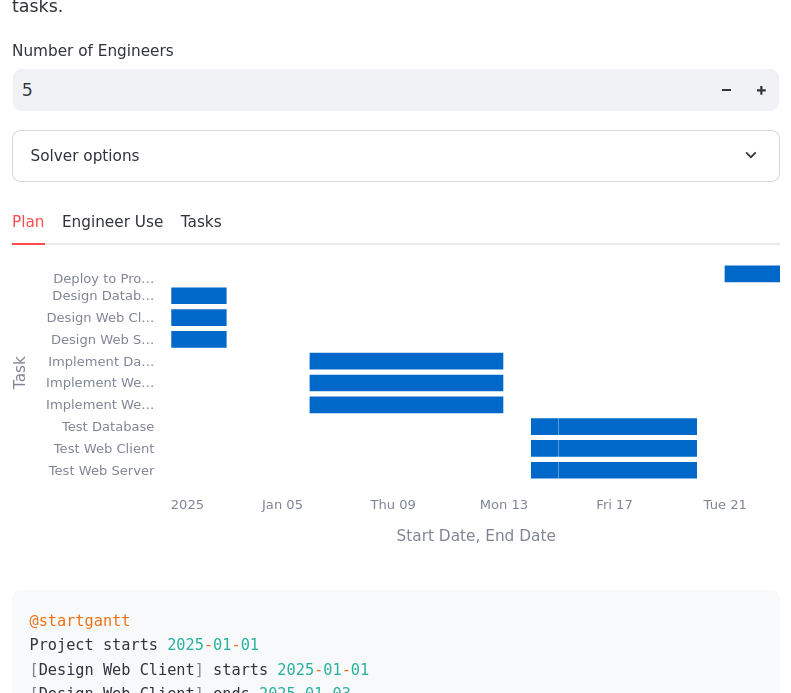 tasks.
Number of Engineers
5
Solver options
Plan Engineer Use Tasks
Deploy to Pro…
Design Datab…
Design Web Cl…
Design Web S…
Implement Da…
Implement We…
Implement We…
Test Database
Test Web Client
Test Web Server
Task
2025 Jan 05 Thu 09 Mon 13 Fri 17 Tue 21
Start Date, End Date
@startgantt
Project starts 2025-01-01
[Design Web Client] starts 2025-01-01
[Design Web Client] ends 2025-01-03